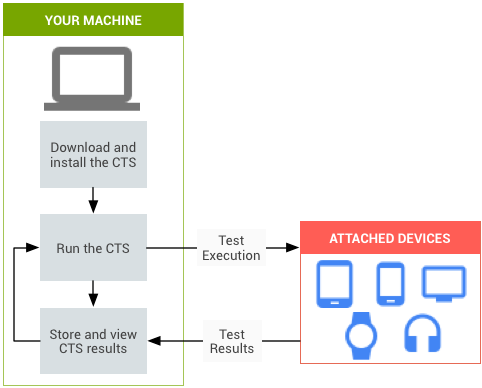 YOUR MACHINE
Download and
install the CTS
Run the CTS
Test
Execution
ATTACHED DEVICES
Store and view
CTS results
Test
Results